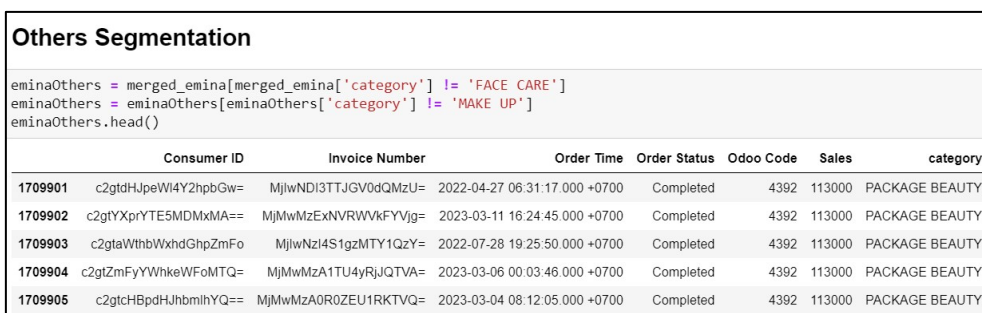 Others Segmentation
eminaOthers = merged_emina[merged_emina['category'] != 'FACE CARE']
eminaOthers = eminaOthers[eminaOthers['category'] != 'MAKE UP']
eminaOthers.head()
Consumer ID Invoice Number Order Time Order Status Odoo Code Sales category
1709901 c2gtdHJpeWl4Y2hpbGw= MjIwNDI3TTJGV0dQMzU= 2022-04-27 06:31:17.000 +0700 Completed 4392 113000 PACKAGE BEAUTY
1709902 c2gtYXprYTE5MDMxMA== MjMwMzExNVRWVkFYVjg= 2023-03-11 16:24:45.000 +0700 Completed 4392 113000 PACKAGE BEAUTY
1709903 c2gtaWthbWxhdGhpZmFo MjIwNzI4S1gzMTY1QzY= 2022-07-28 19:25:50.000 +0700 Completed 4392 113000 PACKAGE BEAUTY
1709904 c2gtZmFyYWhkeWFoMTQ= MjMwMzA1TU4yRjJQTVA= 2023-03-06 00:03:46.000 +0700 Completed 4392 113000 PACKAGE BEAUTY
1709905 c2gtcHBpdHJhbmlhYQ== MjMwMzA0R0ZEU1RKTVQ= 2023-03-04 08:12:05.000 +0700 Completed 4392 113000 PACKAGE BEAUTY